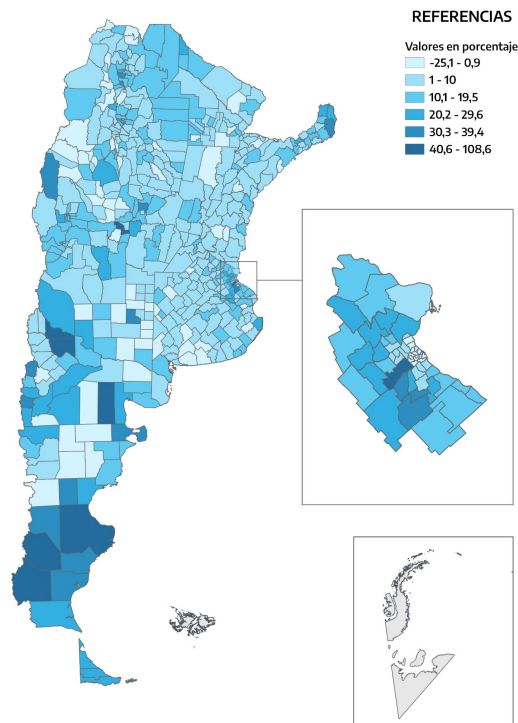 REFERENCIAS
Valores en porcentaje
-25,1 - 0,9
1 - 10
10,1 - 19,5
20,2 - 29,6
30,3 - 39,4
40,6 - 108,6